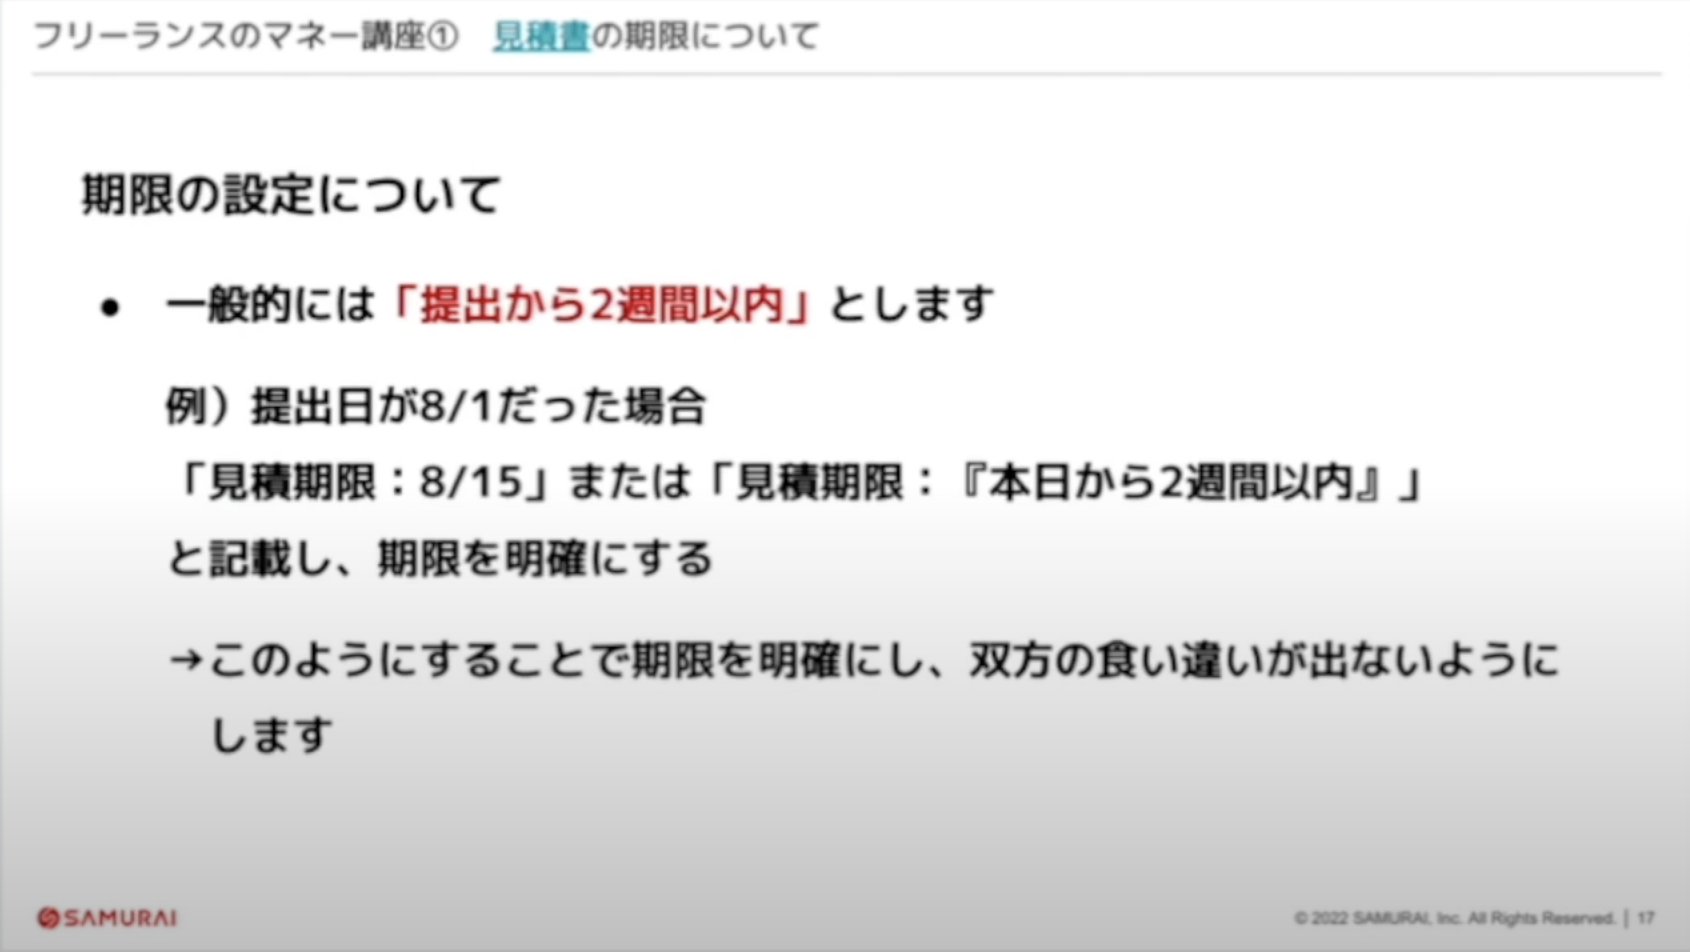 フリーランスのマネー講座① 見積書の期限について
期限の設定について
● 一般的には「提出から2週間以内」とします
例）提出日が8/1だった場合
「見積期限：8/15」または「見積期限：『本日から2週間以内』」
と記載し、期限を明確にする
→このようにすることで期限を明確にし、双方の食い違いが出ないように
します
SAMURAI
© 2022 SAMURAI, Inc. All Rights Reserved. | 17